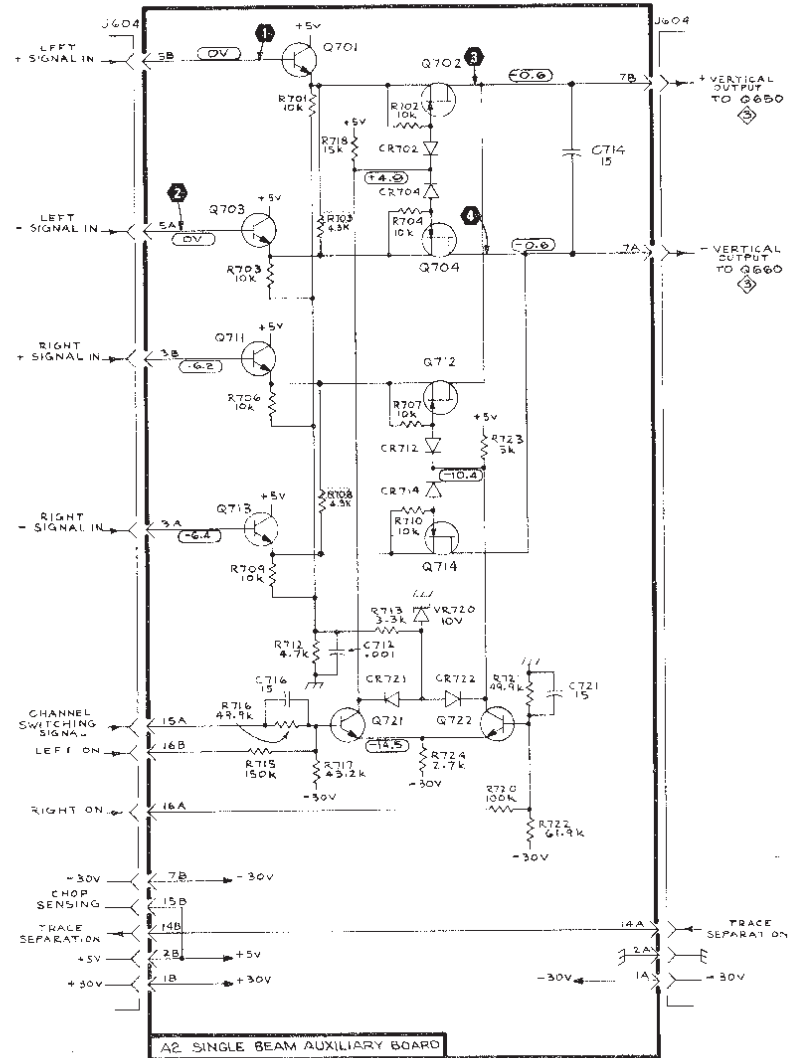 J604
J604
+5V
LEFT
+ SIGNAL IN
5B
0V
1
Q701
Q702
3
-0.6
7B
+ VERTICAL
OUTPUT
TO Q650
3
R701
10k
R702
10k
+5V
R718
15k
CR702
C714
15
+4.9
CR704
2
LEFT
- SIGNAL IN
5A
0V
Q703
+5V
R703
4.3K
R704
10k
4
Q704
-0.6
7A
- VERTICAL
OUTPUT
TO Q660
3
R703
10k
RIGHT
+ SIGNAL IN
3B
-6.2
Q711
+5V
Q712
R706
10k
R707
10k
+5V
R723
CR712
-10.4
CR714
RIGHT
- SIGNAL IN
3A
-6.4
Q713
+5V
R708
4.3K
R710
10k
Q714
R709
10k
R713
3.3k
VR720
10V
R712
4.7k
C712
.001
C716
15
R716
49.9k
CR721
CR722
R721
49.9k
C721
15
CHANNEL
SWITCHING
SIGNAL
15A
Q721
Q722
-14.5
LEFT ON
16B
R715
150k
R717
43.2k
-30V
R724
2.7k
-30V
RIGHT ON
16A
R720
100k
R722
61.9k
-30V
-30V
7B
-30V
CHOP
SENSING
15B
TRACE
SEPARATION
14B
14A
TRACE
SEPARATION
+5V
2B
+5V
2A
+30V
1B
+30V
-30V
1A
-30V
A2 SINGLE BEAM AUXILIARY BOARD